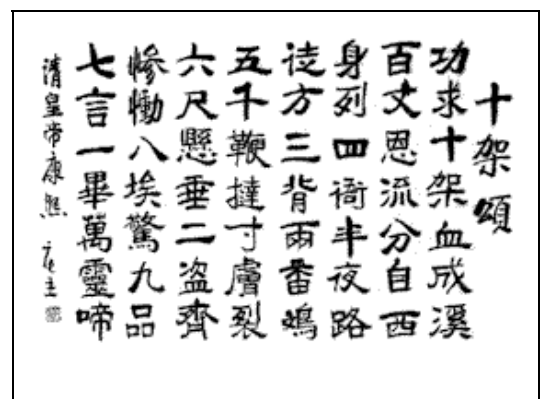 十架頌
功求十架血成溪
百丈恩流分自西
身列四衙半夜路
徒方三背兩番
五千鞭撻寸膚裂
六尺懸垂二盗齊
慘慟八埃驚九品
七言一畢萬靈啼
清皇帝康熙